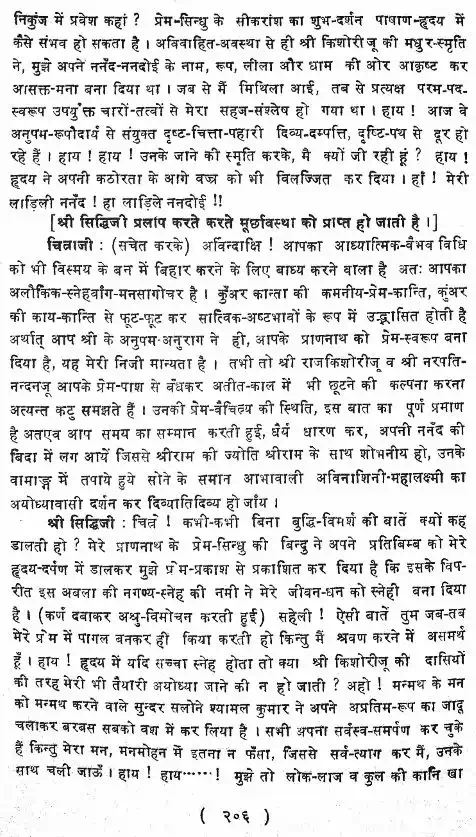 निकुंज में प्रवेश कहां ? प्रेम-सिन्धु के सीकरांश का शुभ-दर्शन पाषाण-हृदय में
कैसे संभव हो सकता है । अविवाहित-अवस्था से ही श्री किशोरीजू की मधुर-स्मृति
ने, मुझे अपने ननँद-ननदोई के नाम, रूप, लीला और धाम की ओर आकृष्ट कर
आसक्त-मना बना दिया था । जब से मैं मिथिला आई, तब से प्रत्यक्ष परम-पद-
स्वरूप उपर्युक्त चारों-तत्वों से मेरा सहज-संश्लेष हो गया था । हाय ! आज वे
अनुपम-रूपौदार्य से संयुक्त दृष्ट-चित्ता-पहारी दिव्य-दम्पत्ति, दृष्टि-पथ से दूर हो
रहे हैं । हाय ! हाय ! उनके जाने की स्मृति करके, मै क्यों जी रही हूं ? हाय !
हृदय ने अपनी कठोरता के आगे वज्र को भी विलज्जित कर दिया । हाँ ! मेरी
लाड़िली ननँद ! हा लाड़िले ननदोई !!
[श्री सिद्धिजी प्रलाप करते करते मूर्छावस्था को प्राप्त हो जाती है ।]
चित्राजी : (सचेत करके) अविन्दाक्षि ! आपका आध्यात्मिक-वैभव विधि
को भी विस्मय के बन में बिहार करने के लिए बाध्य करने वाला है अतः आपका
अलौकिक-स्नेहवांग-मनसागोचर है । कुँअर कान्ता की कमनीय-प्रेम-कान्ति, कुंअर
की काय-कान्ति से फूट-फूट कर सात्विक-अष्टभावों के रूप में उद्भासित होती है
अर्थात् आप श्री के अनुपम-अनुराग ने ही, आपके प्राणनाथ को प्रेम-स्वरूप बना
दिया है, यह मेरी निजी मान्यता है । तभी तो श्री राजकिशोरीजू व श्री नरपति-
नन्दनजू आपके प्रेम-पाश से बंधकर अतीत-काल में भी छूटने की कल्पना करना
अत्यन्त कटु समझते हैं । उनकी प्रेम-वैचित्य की स्थिति, इस बात का पूर्ण प्रमाण
है अतएव आप समय का सम्मान करती हुई, धैर्य धारण कर, अपनी ननँद की
बिदा में लग आयें जिससे श्रीराम की ज्योति श्रीराम के साथ शोभनीय हो, उनके
वामाङ्ग में तपाये हुये सोने के समान आभावाली अविनाशिनी-महालक्ष्मी का
अयोध्यावासी दर्शन कर दिव्यातिदिव्य हो जाँय ।
श्री सिद्धिजी : चित्रे ! कभी-कभी बिना बुद्धि-विमर्श की बातें क्यों कह
डालती हो ? मेरे प्राणनाथ के प्रेम-सिन्धु की बिन्दु ने अपने प्रतिबिम्ब को मेरे
हृदय-दर्पण में डालकर मुझे प्रेम-प्रकाश से प्रकाशित कर दिया है कि इसके विप-
रीत इस अबला की नगण्य-स्नेह की नमी ने मेरे जीवन-धन को स्नेही बना दिया
है । (कर्ण दबाकर अश्रु-विमोचन करती हुई) सहेली ! ऐसी बातें तुम जब-तब
मेरे प्रेम में पागल बनकर ही किया करती हो किन्तु मैं श्रवण करने में असमर्थ
हूँ । हाय ! हृदय में यदि सच्चा स्नेह होता तो क्या श्री किशोरीजू की दासियों
की तरह मेरी भी तैयारी अयोध्या जाने की न हो जाती ? अहो ! मन्मथ के मन
को मन्मथ करने वाले सुन्दर सलोने श्यामल कुमार ने अपने अप्रतिम-रूप का जादू
चलाकर बरबस सबको वश में कर लिया है । सभी अपना सर्वस्व-समर्पण कर चुके
हैं किन्तु मेरा मन, मनमोहन में इतना न फँसा, जिससे सर्व-त्याग कर मैं, उनके
साथ चली जाऊँ । हाय ! हाय······! मुझे तो लोक-लाज व कुल की कानि खा
( २०६ )